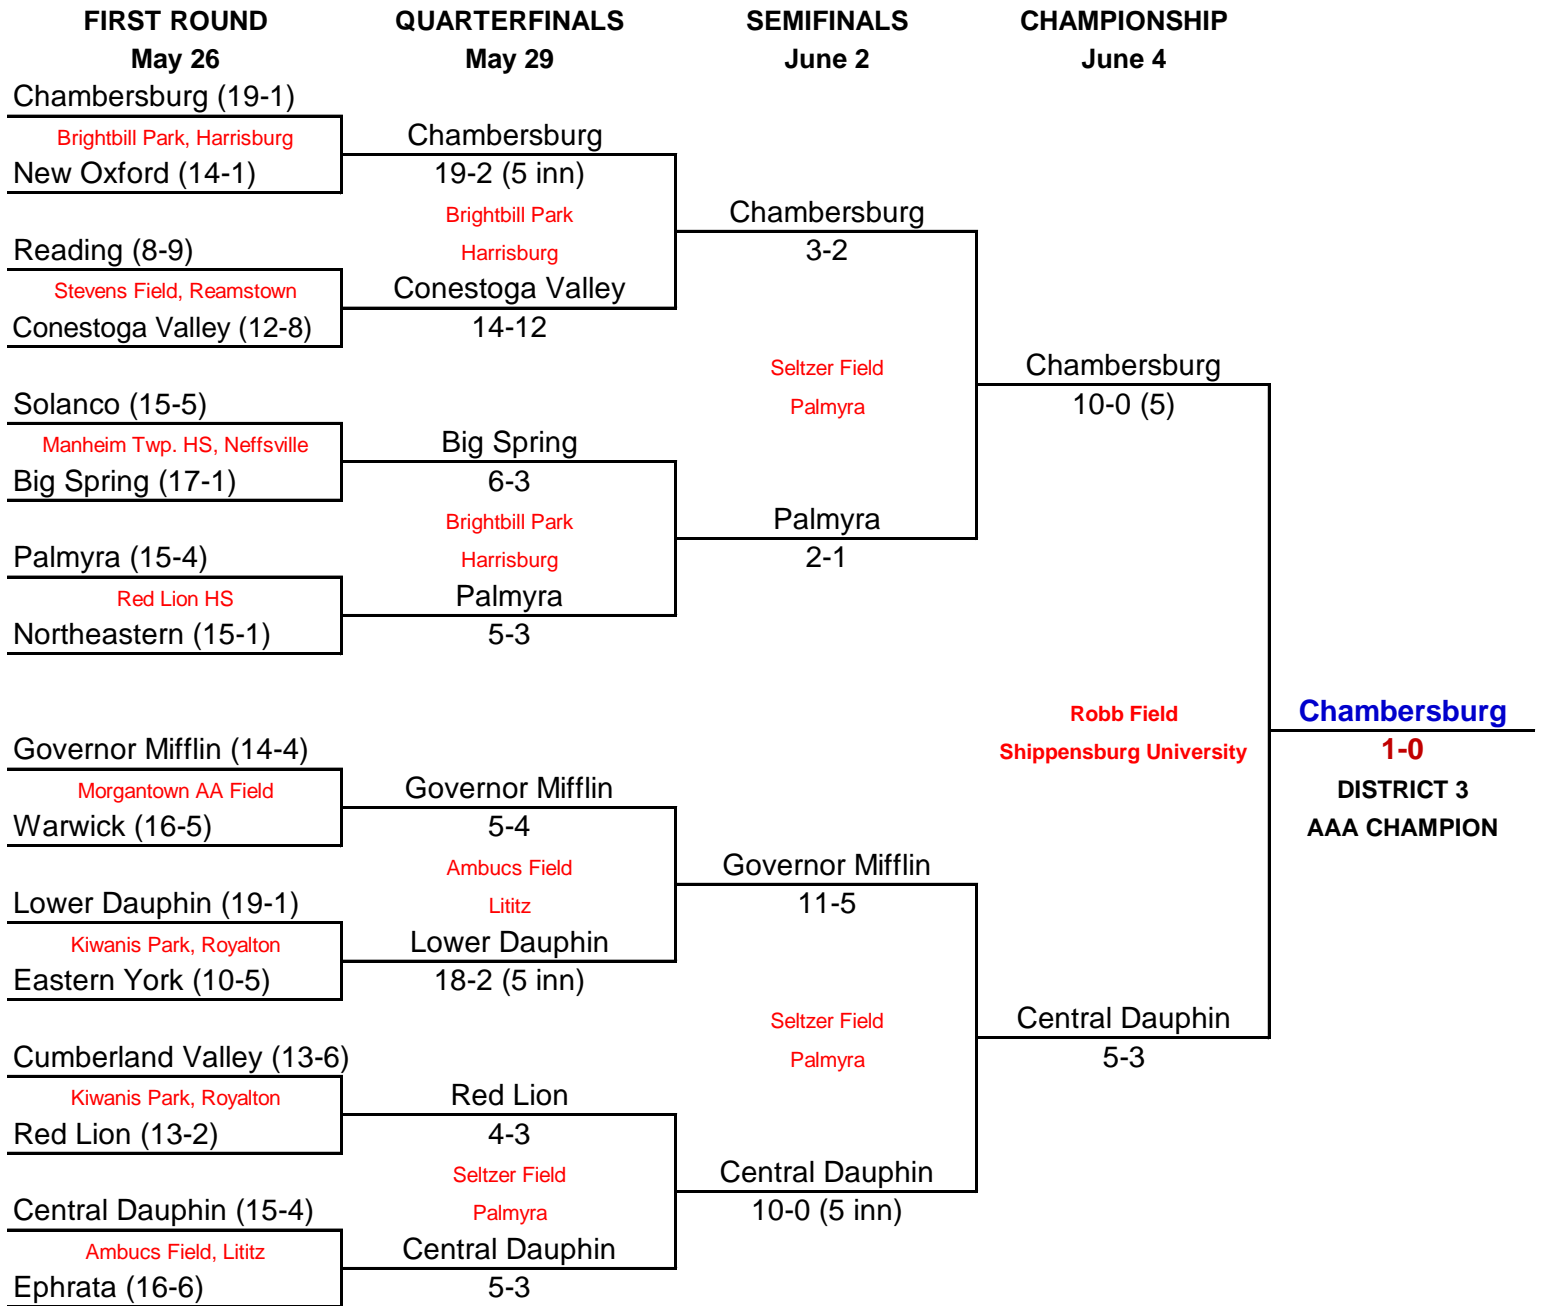 FIRST ROUND
May 26
QUARTERFINALS
May 29
SEMIFINALS
June 2
CHAMPIONSHIP
June 4
Chambersburg (19-1)
Brightbill Park, Harrisburg
New Oxford (14-1)
Reading (8-9)
Stevens Field, Reamstown
Conestoga Valley (12-8)
Solanco (15-5)
Manheim Twp. HS, Neffsville
Big Spring (17-1)
Palmyra (15-4)
Red Lion HS
Northeastern (15-1)
Governor Mifflin (14-4)
Morgantown AA Field
Warwick (16-5)
Lower Dauphin (19-1)
Kiwanis Park, Royalton
Eastern York (10-5)
Cumberland Valley (13-6)
Kiwanis Park, Royalton
Red Lion (13-2)
Central Dauphin (15-4)
Ambucs Field, Lititz
Ephrata (16-6)
Chambersburg
19-2 (5 inn)
Brightbill Park
Harrisburg
Conestoga Valley
14-12
Big Spring
6-3
Brightbill Park
Harrisburg
Palmyra
5-3
Governor Mifflin
5-4
Ambucs Field
Lititz
Lower Dauphin
18-2 (5 inn)
Red Lion
4-3
Seltzer Field
Palmyra
Central Dauphin
5-3
Chambersburg
3-2
Seltzer Field
Palmyra
Palmyra
2-1
Governor Mifflin
11-5
Seltzer Field
Palmyra
Central Dauphin
10-0 (5 inn)
Chambersburg
10-0 (5)
Robb Field
Shippensburg University
Central Dauphin
5-3
Chambersburg
1-0
DISTRICT 3
AAA CHAMPION